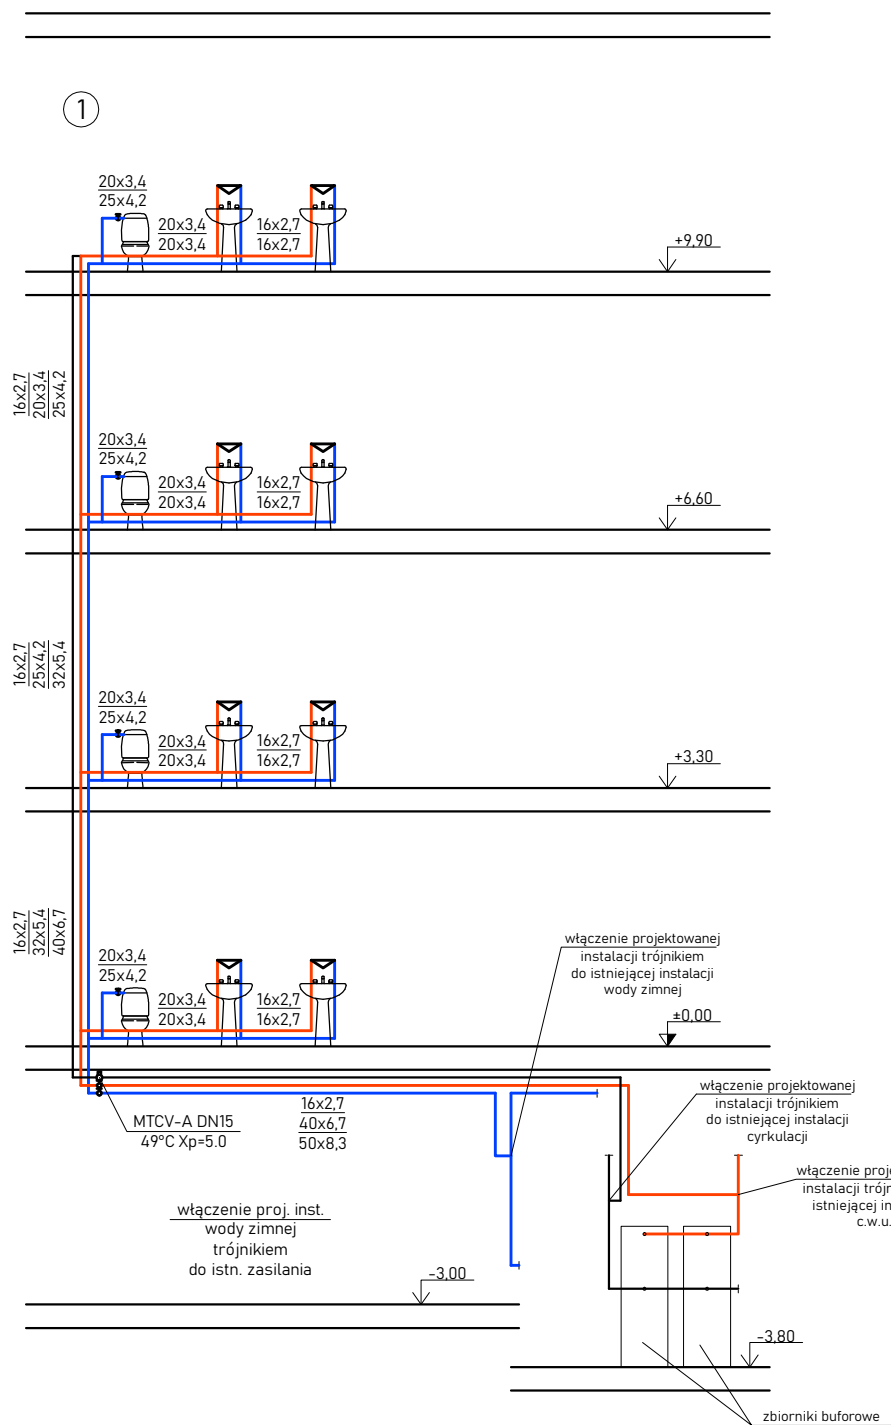 1
20x3,4
25x4,2
20x3,4
20x3,4
16x2,7
16x2,7
+9,90
16x2,7
20x3,4
25x4,2
20x3,4
25x4,2
20x3,4
20x3,4
16x2,7
16x2,7
+6,60
16x2,7
25x4,2
32x5,4
20x3,4
25x4,2
20x3,4
20x3,4
16x2,7
16x2,7
+3,30
16x2,7
32x5,4
40x6,7
20x3,4
25x4,2
20x3,4
20x3,4
16x2,7
16x2,7
włączenie projektowanej
instalacji trójnikiem
do istniejącej instalacji
wody zimnej
±0,00
MTCV-A DN15
49°C Xp=5.0
16x2,7
40x6,7
50x8,3
włączenie projektowanej
instalacji trójnikiem
do istniejącej instalacji
cyrkulacji
włączenie proj. inst.
wody zimnej
trójnikiem
do istn. zasilania
włączenie
instalacji
istniejącej
c.w.u.
-3,00
-3,80
zbiorniki buforowe